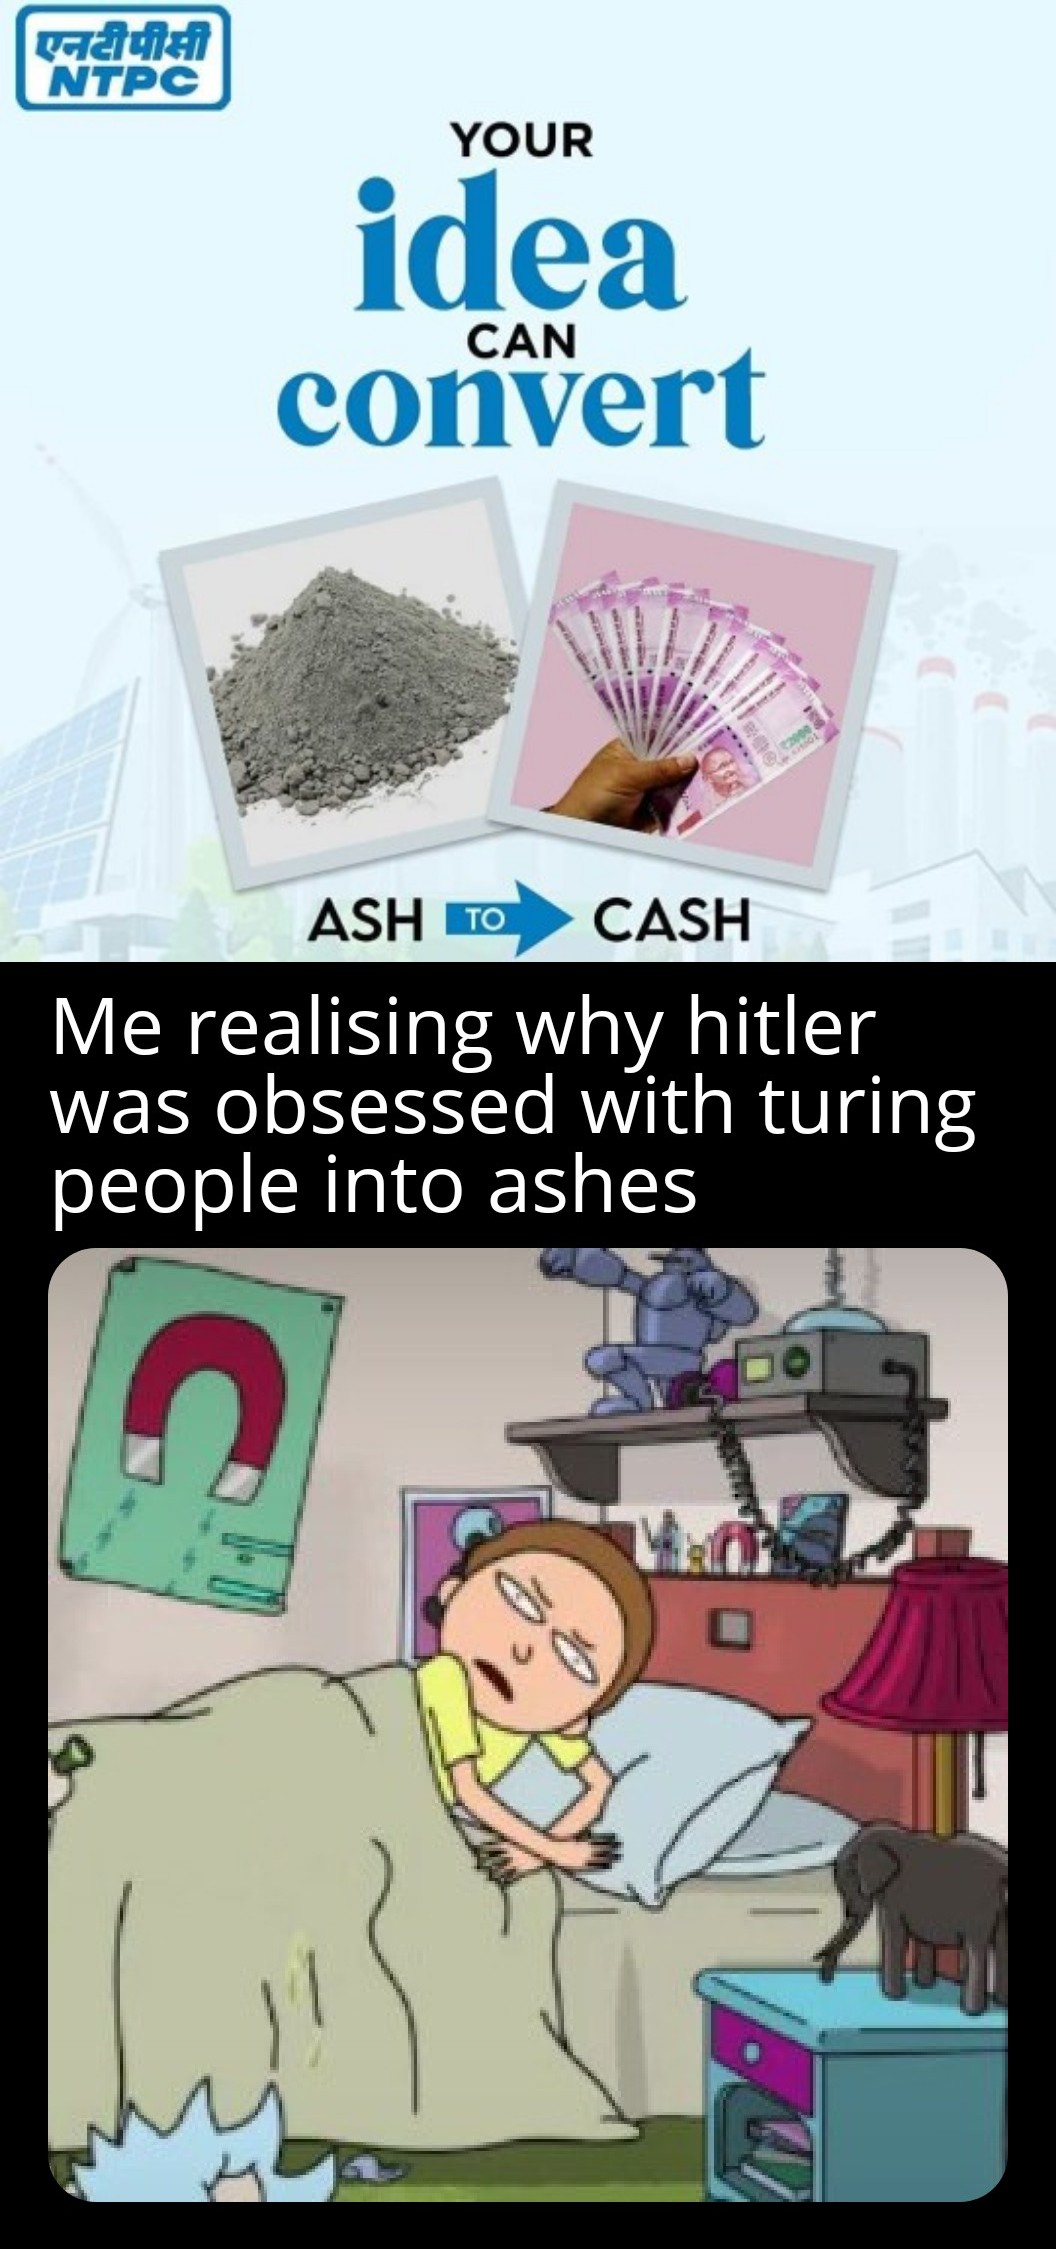 एनटीपीसी
NTPC
YOUR
idea
CAN
convert
ASH TO CASH
Me realising why hitler
was obsessed with turing
people into ashes